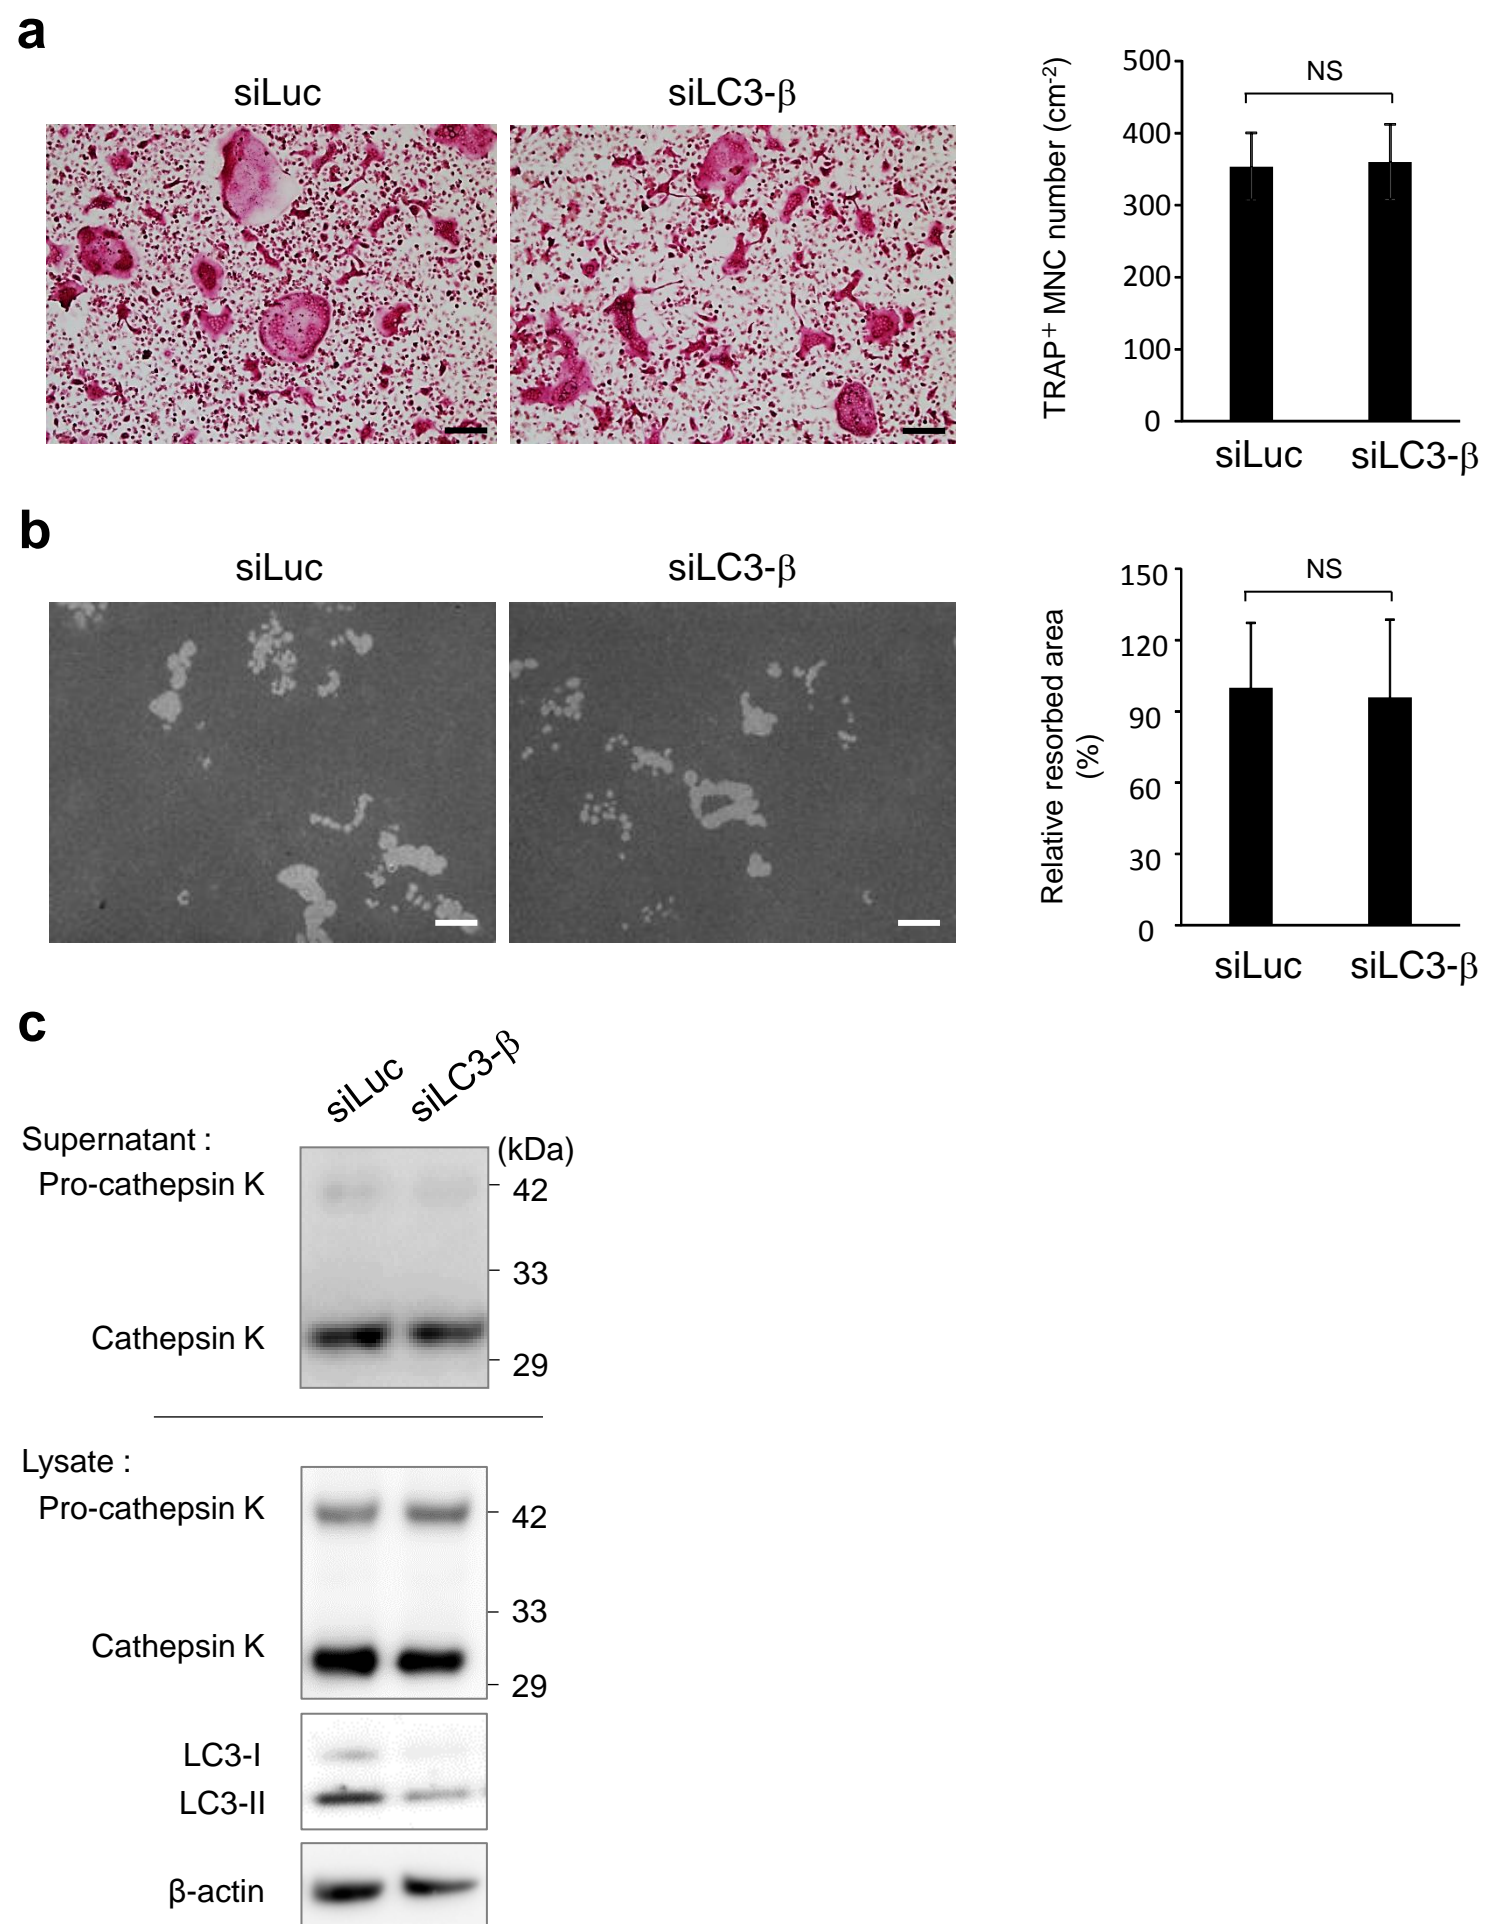 a
siLuc
siLC3-β
TRAP⁺ MNC number (cm⁻²)
500
400
300
200
100
0
NS
siLuc
siLC3-β
b
siLuc
siLC3-β
Relative resorbed area
(%)
150
120
90
60
30
0
NS
siLuc
siLC3-β
c
siLuc
siLC3-β
Supernatant :
(kDa)
Pro-cathepsin K
42
33
Cathepsin K
29
Lysate :
Pro-cathepsin K
42
33
Cathepsin K
29
LC3-I
LC3-II
β-actin